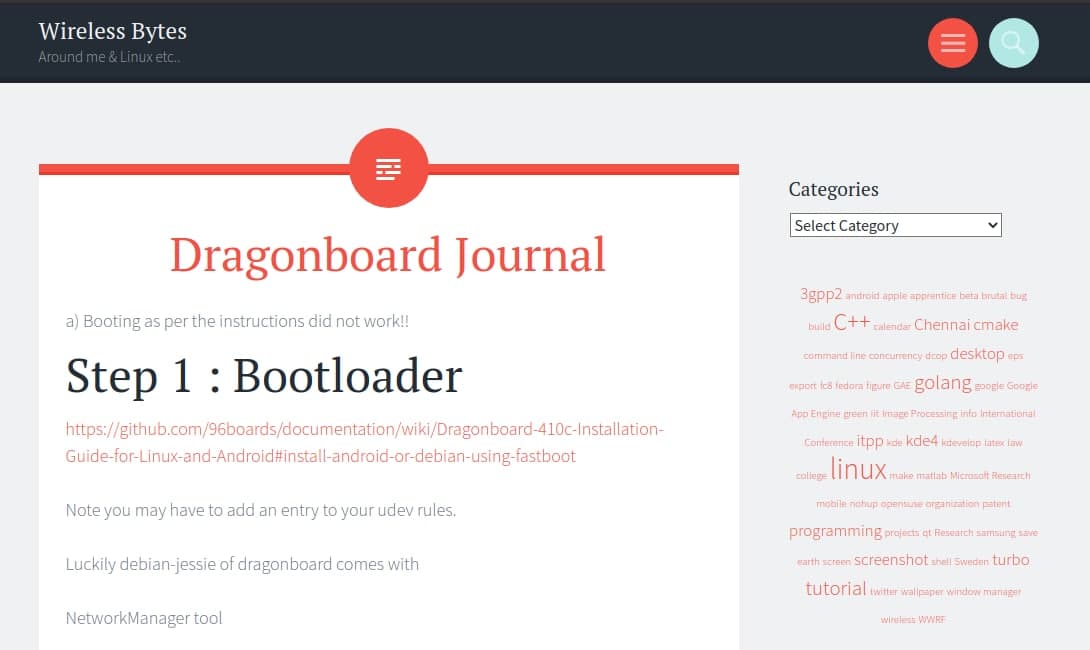 Wireless Bytes
Around me & Linux etc..
Dragonboard Journal
a) Booting as per the instructions did not work!!
Step 1 : Bootloader
https://github.com/96boards/documentation/wiki/Dragonboard-410c-Installation-
Guide-for-Linux-and-Android#install-android-or-debian-using-fastboot
Note you may have to add an entry to your udev rules.
Luckily debian-jessie of dragonboard comes with
NetworkManager tool
Categories
Select Category
3gpp2 android apple apprentice beta brutal bug
build C++ calendar Chennai cmake
command line concurrency dcop desktop eps
export fc8 fedora figure GAE golang google Google
App Engine green iit Image Processing info International
Conference itpp kde kde4 kdevelop latex law
college linux make matlab Microsoft Research
mobile nohup opensuse organization patent
programming projects qt Research samsung save
earth screen screenshot shell Sweden turbo
tutorial twitter wallpaper window manager
wireless WWRF